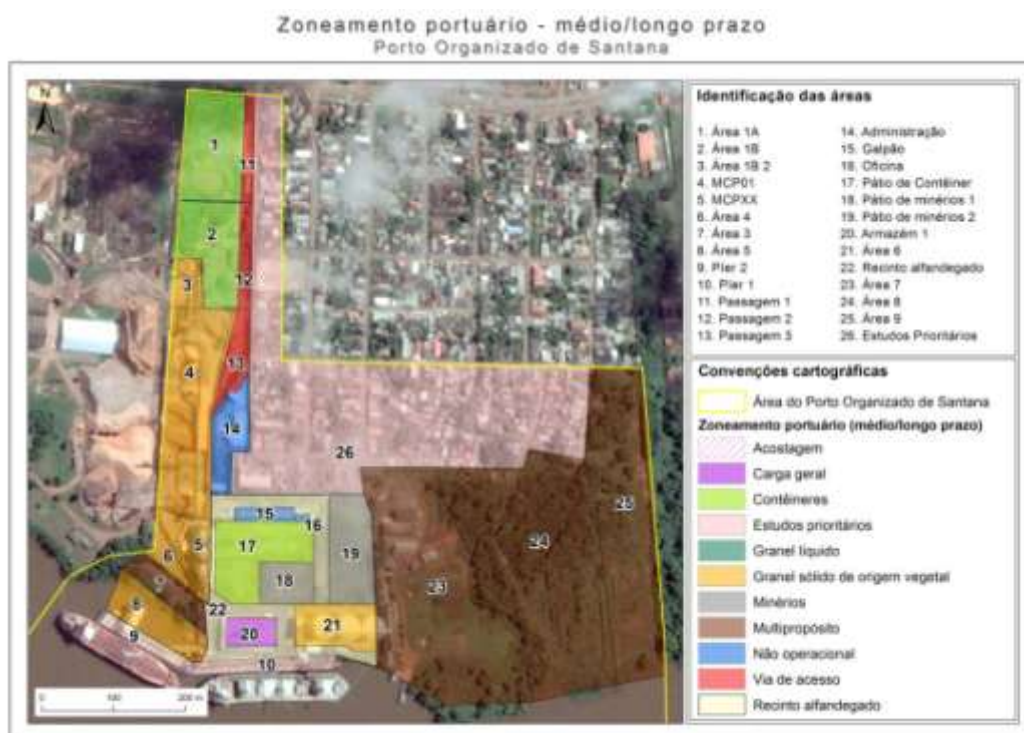 Zoneamento portuário - médio/longo prazo
Porto Organizado de Santana
N
Identificação das áreas
1. Área 1A
2. Área 1B
3. Área 1B 2
4. MCP01
5. MCPXX
6. Área 4
7. Área 3
8. Área 5
9. Pier 2
10. Pier 1
11. Passagem 1
12. Passagem 2
13. Passagem 3
14. Administração
15. Galpão
16. Oficina
17. Pátio de Contêiner
18. Pátio de minérios 1
19. Pátio de minérios 2
20. Armazém 1
21. Área 6
22. Recinto alfandegado
23. Área 7
24. Área 8
25. Área 9
26. Estudos Prioritários
Convenções cartográficas
Área do Porto Organizado de Santana
Zoneamento portuário (médio/longo prazo)
Acostagem
Carga geral
Contêineres
Estudos prioritários
Granel líquido
Granel sólido de origem vegetal
Minérios
Multipropósito
Não operacional
Via de acesso
Recinto alfandegado
1
11
2
12
3
4
13
14
26
25
15
16
5
17
24
6
19
18
7
23
8
22
21
9
20
10
0 100 200 m